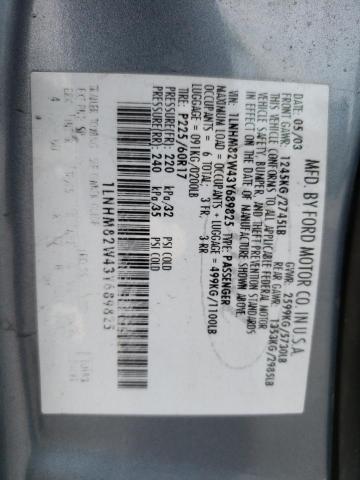 MFD BY FORD MOTOR CO IN U S A
DATE: 05/03 GVWR: 2599KG/5730LB
FRONT GAWR: 1245KG/2745LB REAR GAWR: 1353KG/2985LB
THIS VEHICLE CONFORMS TO ALL APPLICABLE FEDERAL MOTOR
VEHICLE SAFETY, BUMPER, AND THEFT PREVENTION STANDARDS
IN EFFECT ON THE DATE OF MANUFACTURE SHOWN ABOVE.
VIN: 1LNHM82W43Y689825 TYPE: PASSENGER
MAXIMUM LOAD = OCCUPANTS + LUGGAGE = 499KG/1100LB
OCCUPANTS: 6 TOTAL: 3 FR, 3 RR
LUGGAGE = 091KG/0200LB
TIRE: P225/60R17
PRESSURE: FR: 220 kPa/32 PSI COLD
PRESSURE: RR: 240 kPa/35 PSI COLD
1LNHM82W43Y689823